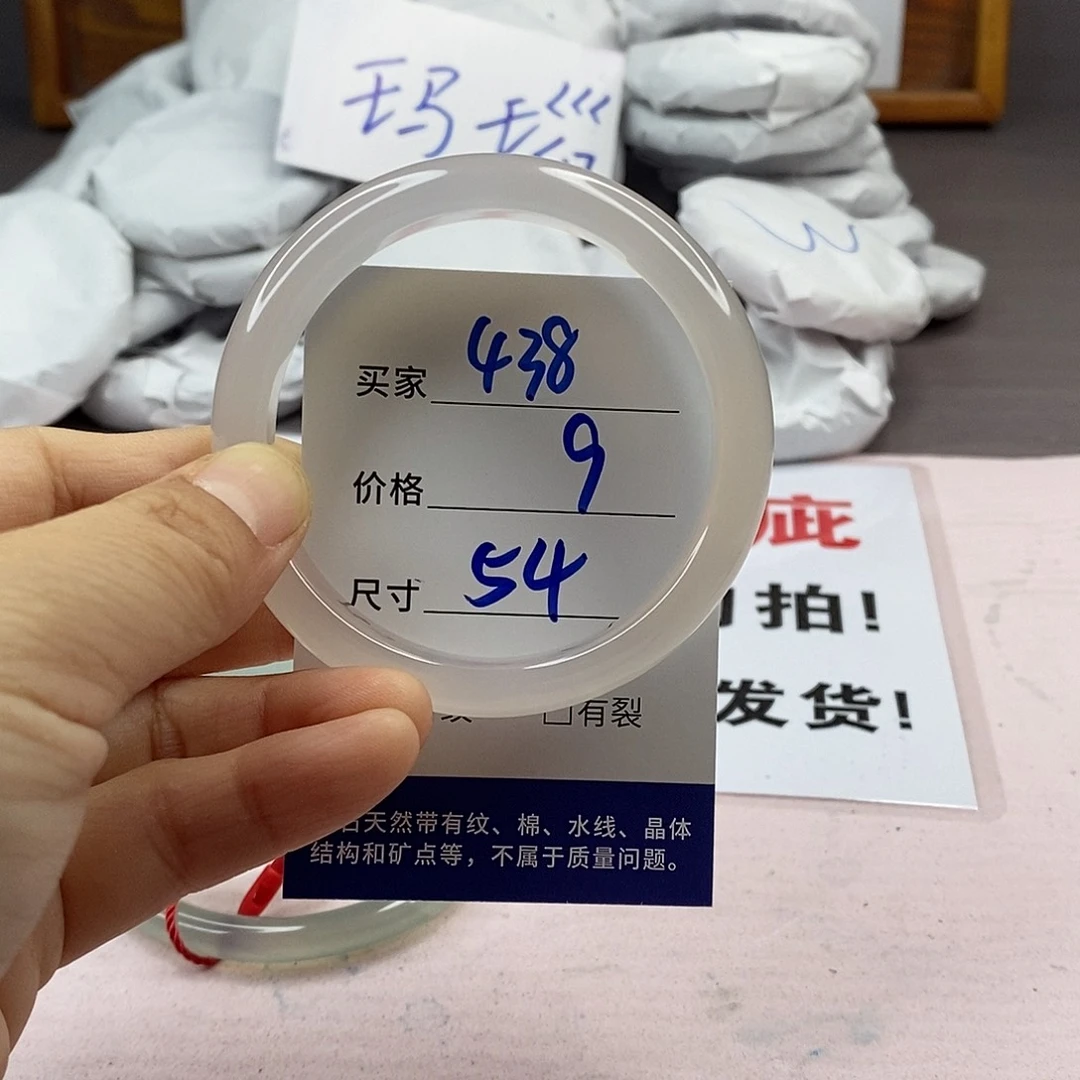 玛瑙
W
买家 438
价格 9
尺寸 54
疵
拍!
发货!
□有裂
石天然带有纹、棉、水线、晶体
结构和矿点等，不属于质量问题。